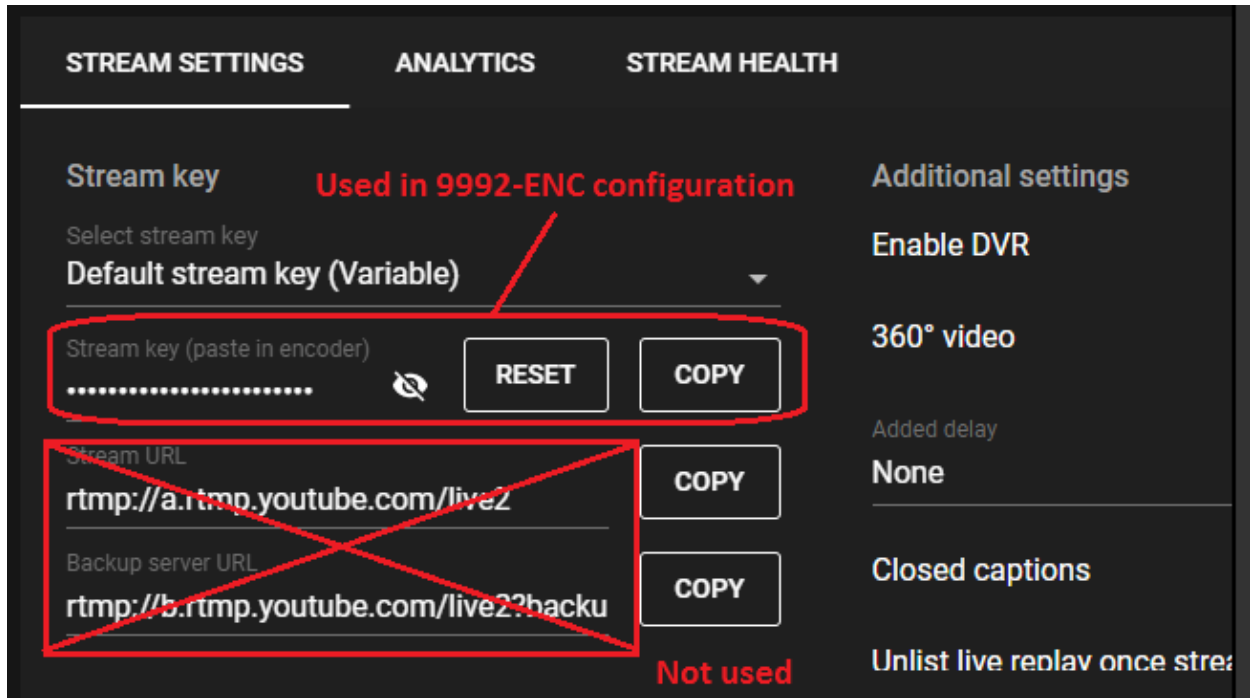 STREAM SETTINGS ANALYTICS STREAM HEALTH
Stream key
Used in 9992-ENC configuration
Select stream key
Default stream key (Variable)
Stream key (paste in encoder)
•••••••••••••••••••••••• RESET COPY
Stream URL
rtmp://a.rtmp.youtube.com/live2 COPY
Backup server URL
rtmp://b.rtmp.youtube.com/live2?backu COPY
Not used
Additional settings
Enable DVR
360° video
Added delay
None
Closed captions
Unlist live replay once strea